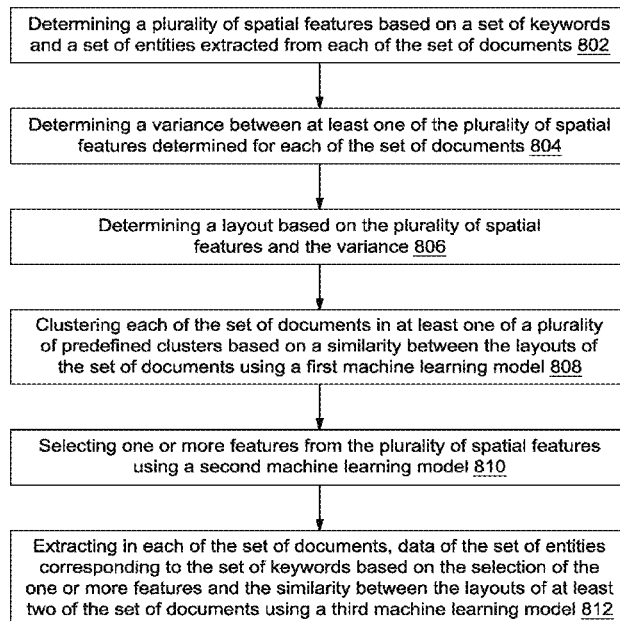 Determining a plurality of spatial features based on a set of keywords
and a set of entities extracted from each of the set of documents 802
Determining a variance between at least one of the plurality of spatial
features determined for each of the set of documents 804
Determining a layout based on the plurality of spatial
features and the variance 806
Clustering each of the set of documents in at least one of a plurality
of predefined clusters based on a similarity between the layouts of
the set of documents using a first machine learning model 808
Selecting one or more features from the plurality of spatial features
using a second machine learning model 810
Extracting in each of the set of documents, data of the set of entities
corresponding to the set of keywords based on the selection of the
one or more features and the similarity between the layouts of at least
two of the set of documents using a third machine learning model 812